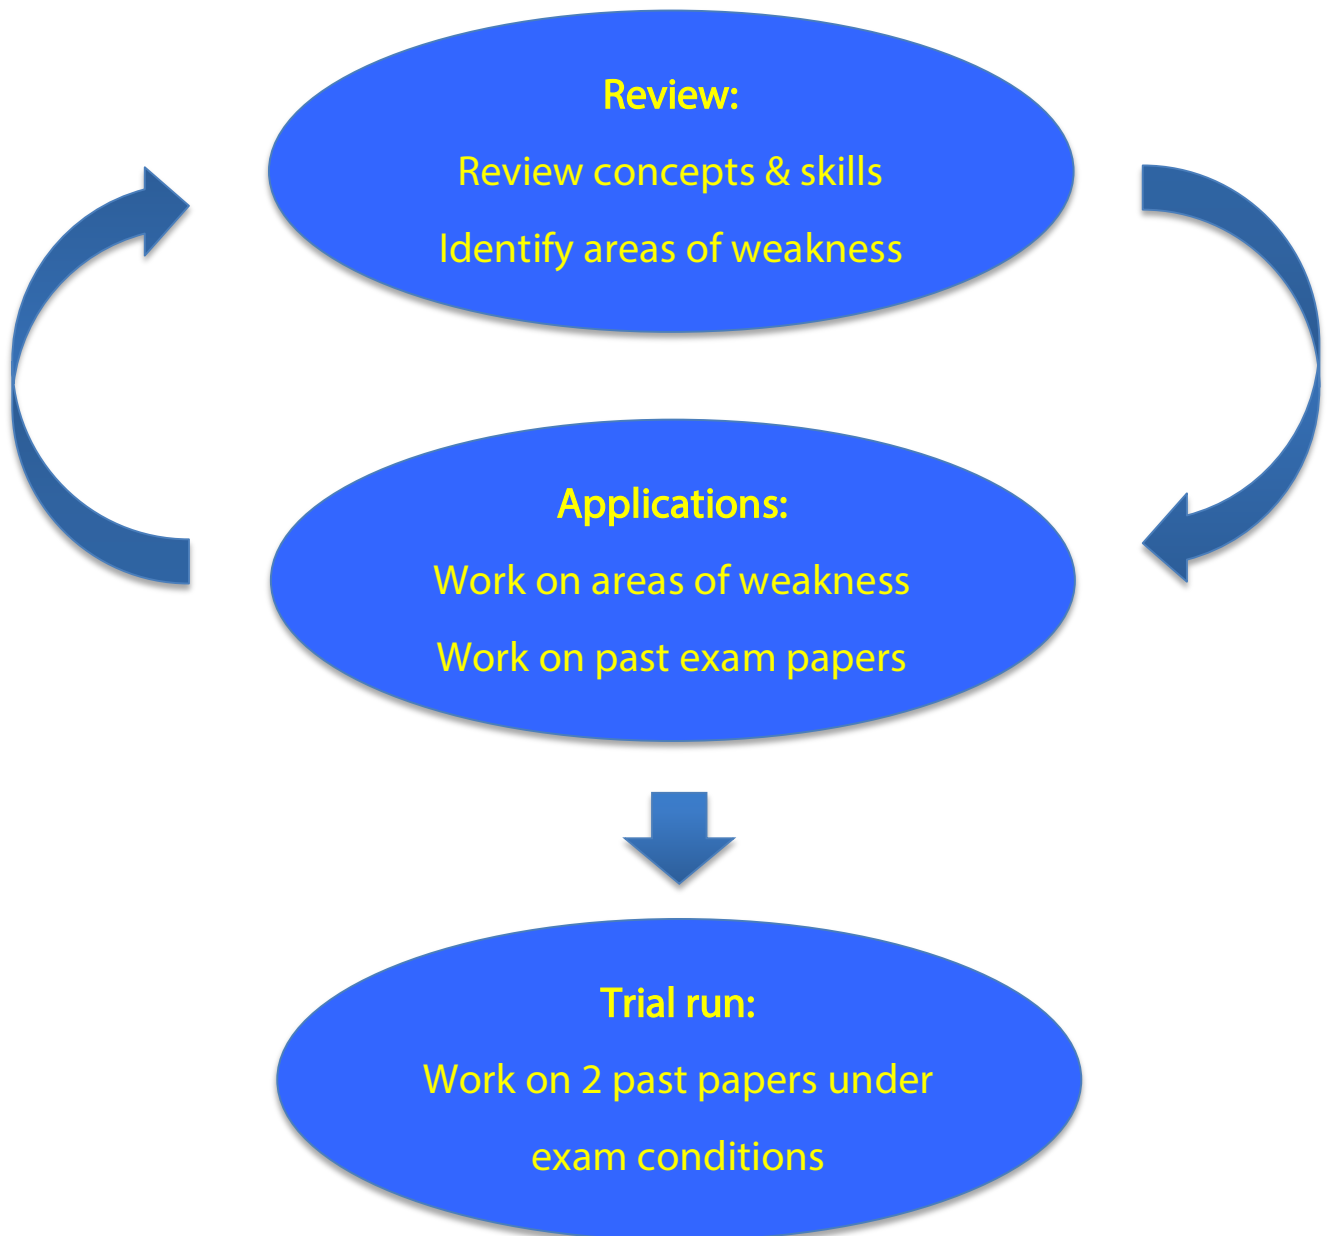 Review:
Review concepts & skills
Identify areas of weakness
Applications:
Work on areas of weakness
Work on past exam papers
Trial run:
Work on 2 past papers under
exam conditions